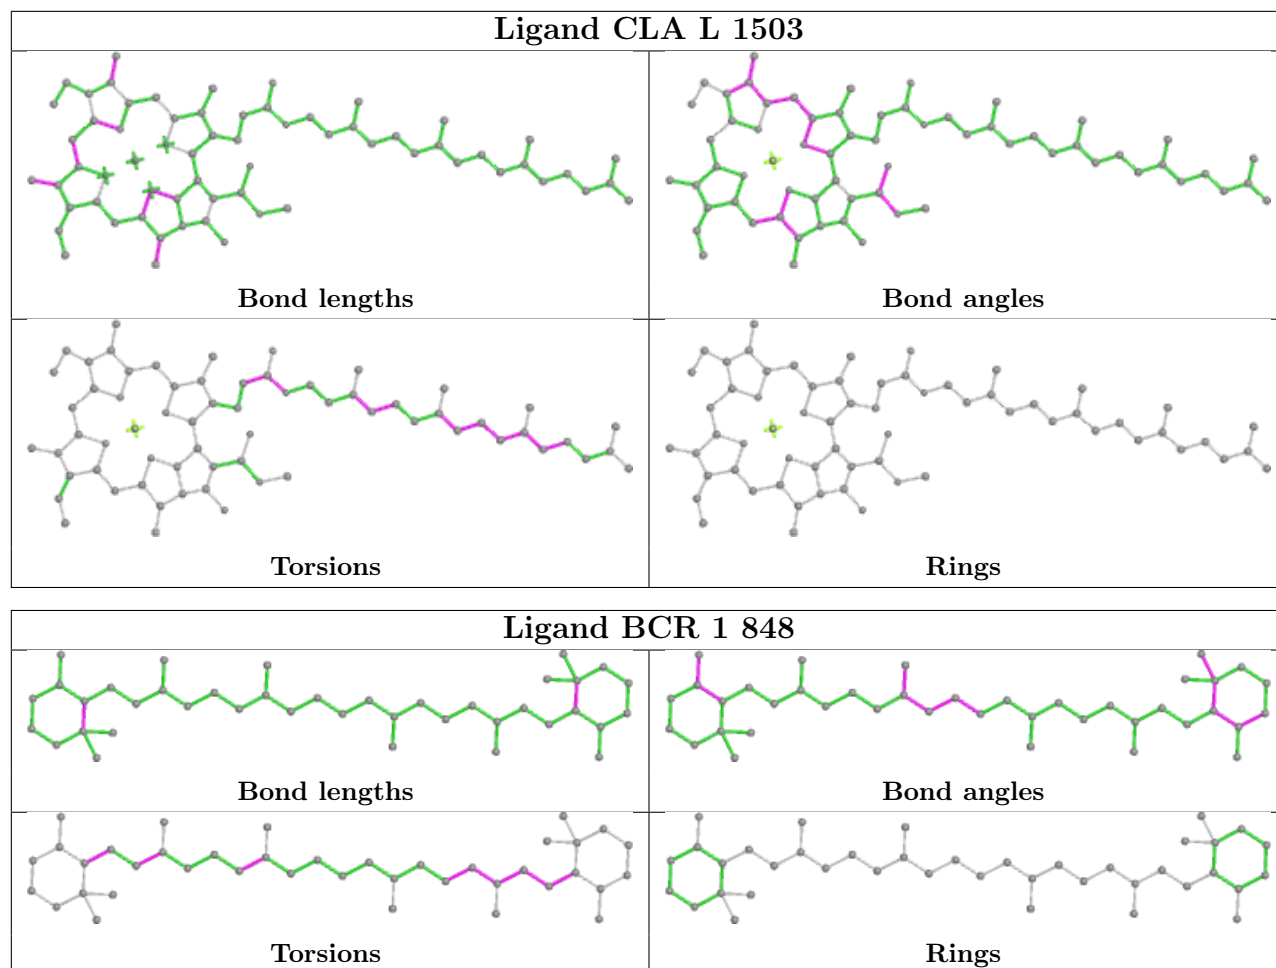 Ligand CLA L 1503
Bond lengths
Bond angles
Torsions
Rings
Ligand BCR 1 848
Bond lengths
Bond angles
Torsions
Rings